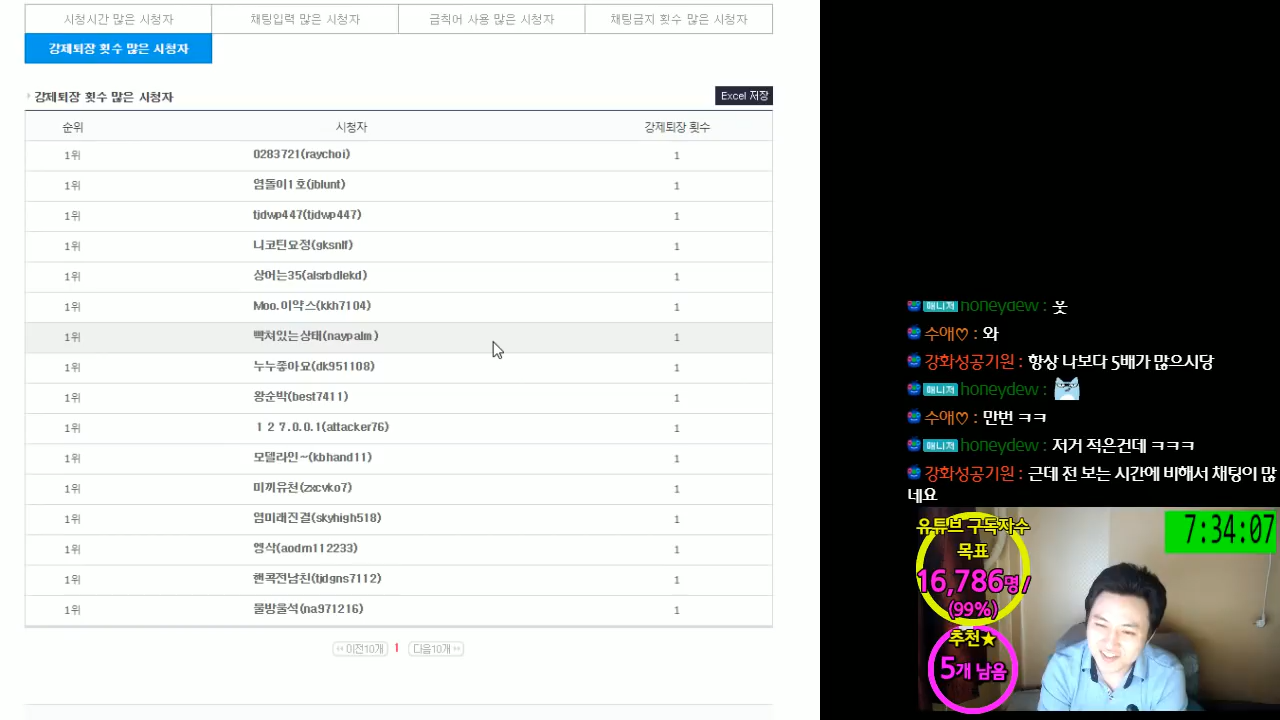 시청시간 많은 시청자
채팅입력 많은 시청자
금칙어 사용 많은 시청자
채팅금지 횟수 많은 시청자
강제퇴장 횟수 많은 시청자
강제퇴장 횟수 많은 시청자
Excel 저장
순위 시청자 강제퇴장 횟수
1위 0283721(raychoi) 1
1위 염돌이1호(jblunt) 1
1위 tjdwp447(tjdwp447) 1
1위 니코틴요정(gksnlf) 1
1위 상어는35(alsrbdlekd) 1
1위 Moo.이약스(kkh7104) 1
1위 빡쳐있는상태(naypalm) 1
1위 누누좋아요(dk951108) 1
1위 왕순박(best7411) 1
1위 1 2 7.0.0.1(attacker76) 1
1위 모델라인~(kbhand11) 1
1위 미끼유천(zxcvko7) 1
1위 염미래진결(skyhigh518) 1
1위 엥삭(aodrn112233) 1
1위 핸콕전남친(tjdgns7112) 1
1위 물방울석(na971216) 1
이전10개 1 다음10개
매니저 honeydew : 웃
수애♡ : 와
강화성공기원 : 항상 나보다 5배가 많으시당
매니저 honeydew :
수애♡ : 만번 ㅋㅋ
매니저 honeydew : 저거 적은건데 ㅋㅋㅋ
강화성공기원 : 근데 전 보는 시간에 비해서 채팅이 많
네요
유튜브 구독자수
목표
16,786명 /
(99%)
추천★
5개 남음
7:34:07